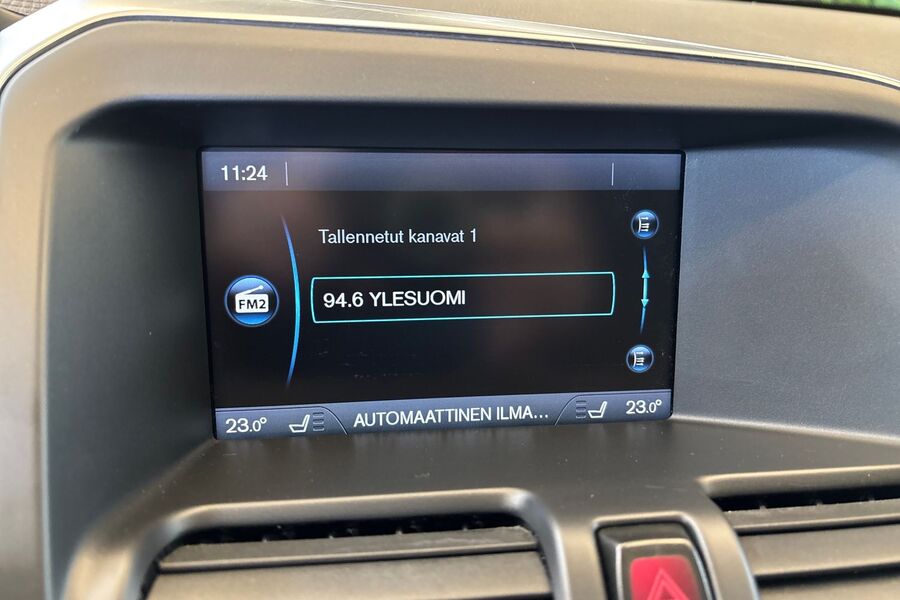 11:24
Tallennetut kanavat 1
FM2
94.6 YLESUOMI
23.0° AUTOMAATTINEN ILMA... 23.0°